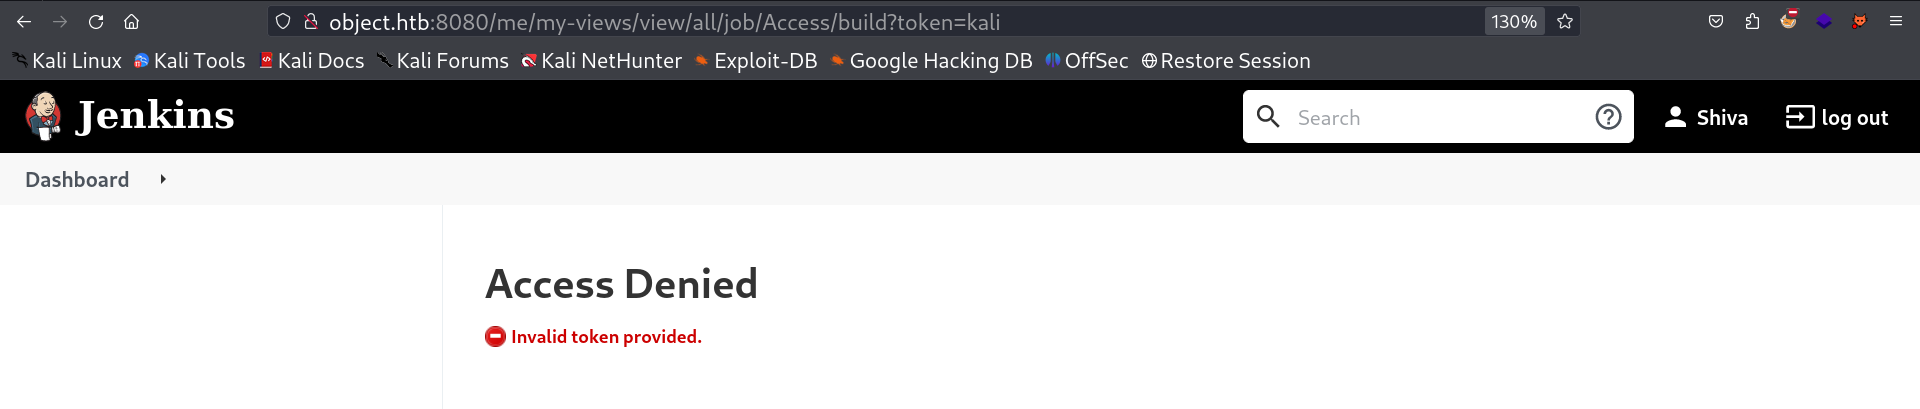 object.htb:8080/me/my-views/view/all/job/Access/build?token=kali 130%
Kali Linux Kali Tools Kali Docs Kali Forums Kali NetHunter Exploit-DB Google Hacking DB OffSec Restore Session
Jenkins Search Shiva log out
Dashboard
Access Denied
Invalid token provided.